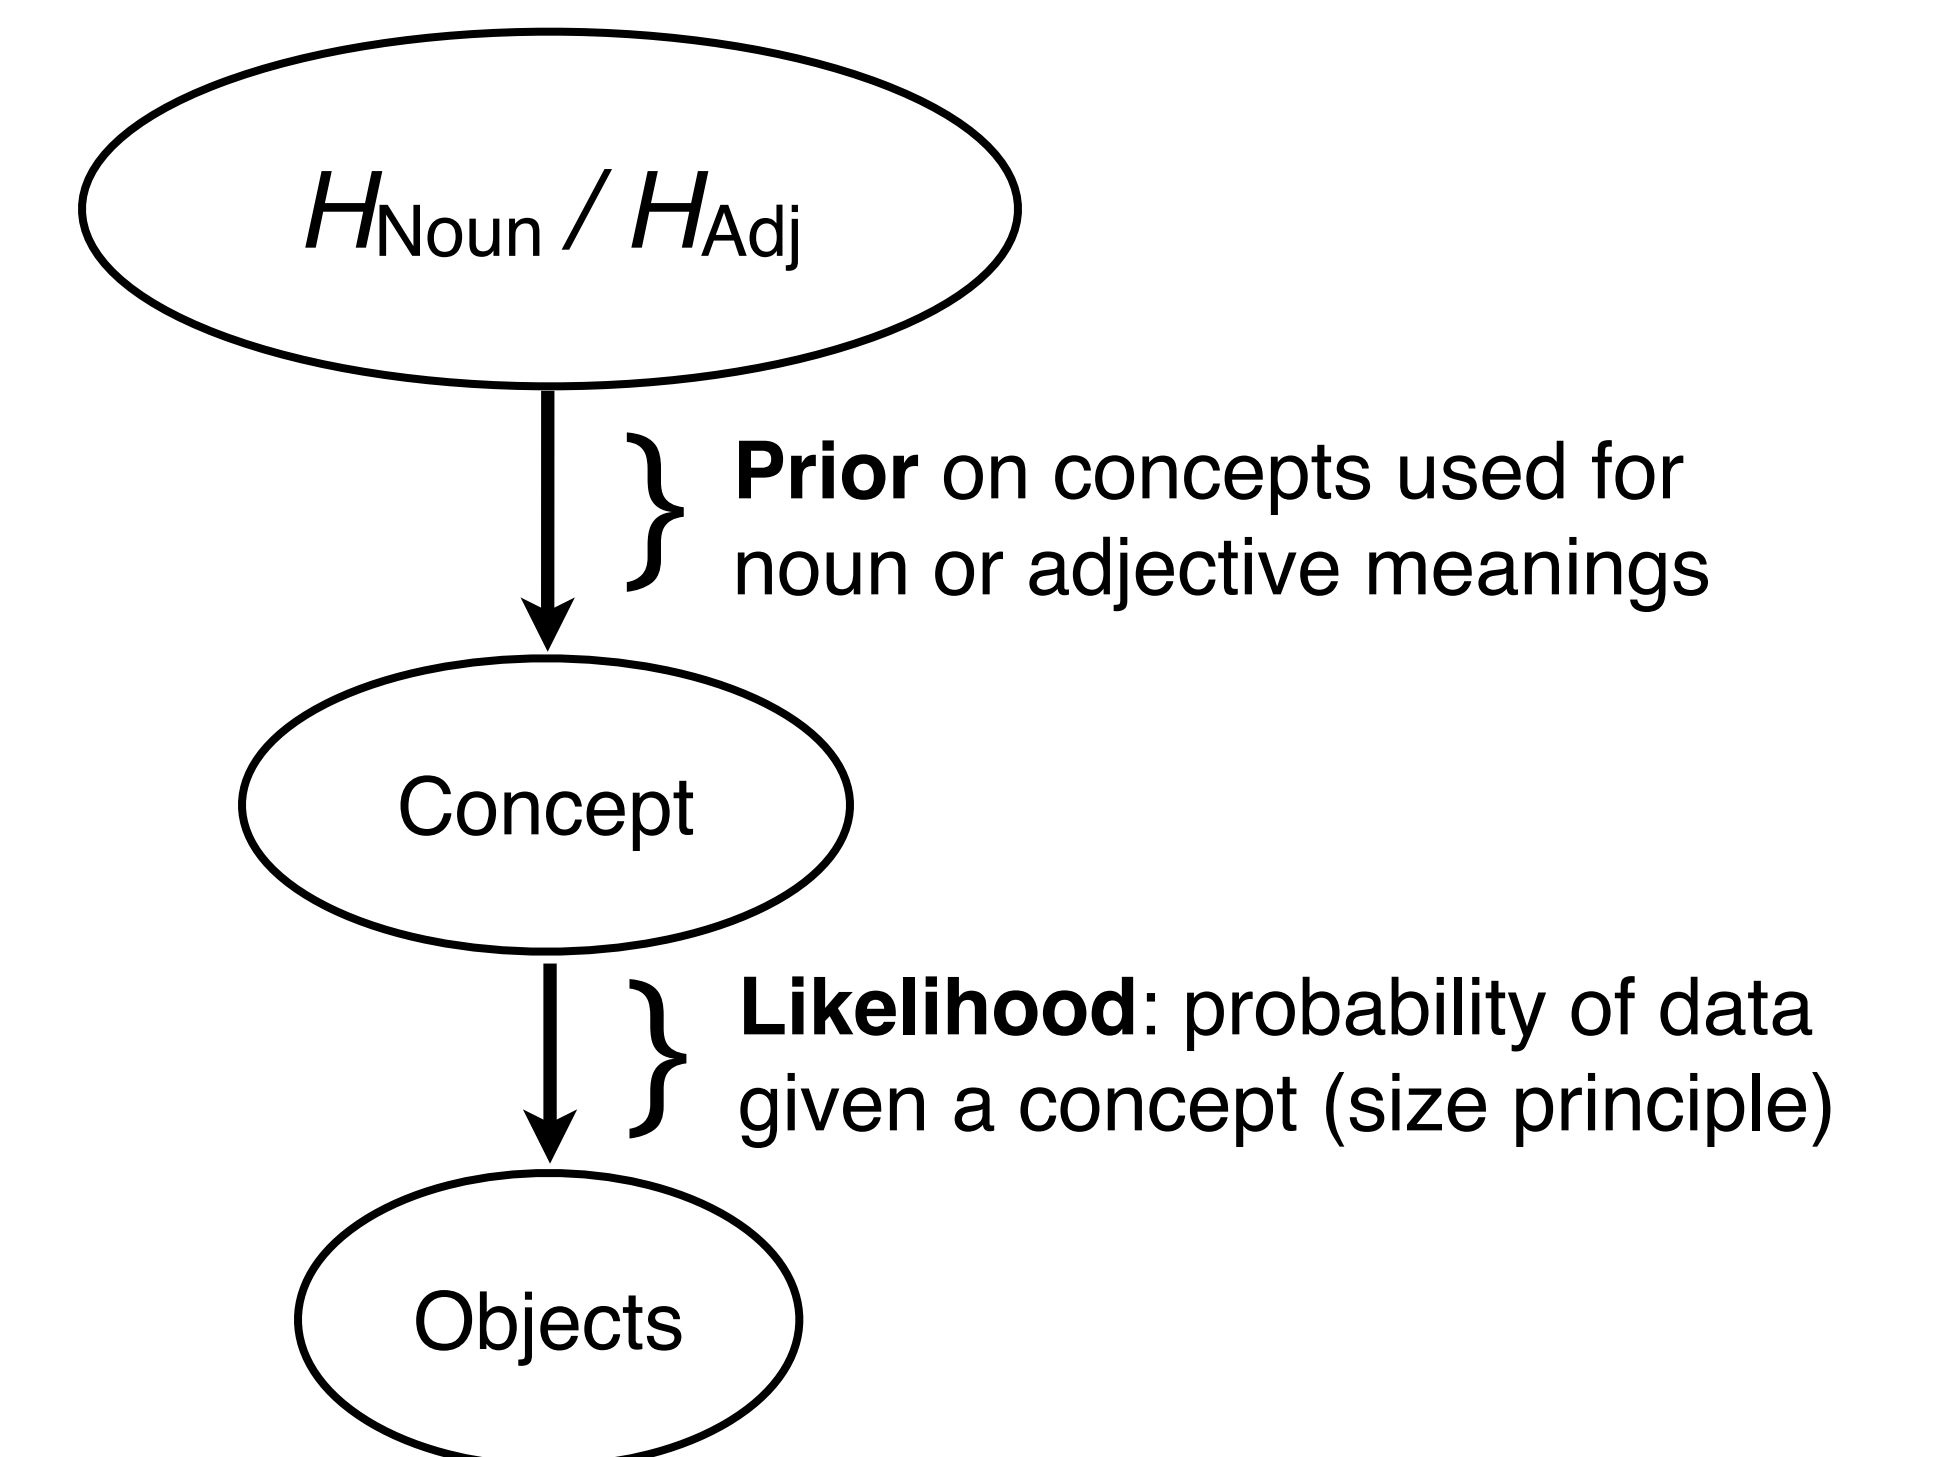 HNoun / HAdj
} Prior on concepts used for
noun or adjective meanings
Concept
} Likelihood: probability of data
given a concept (size principle)
Objects